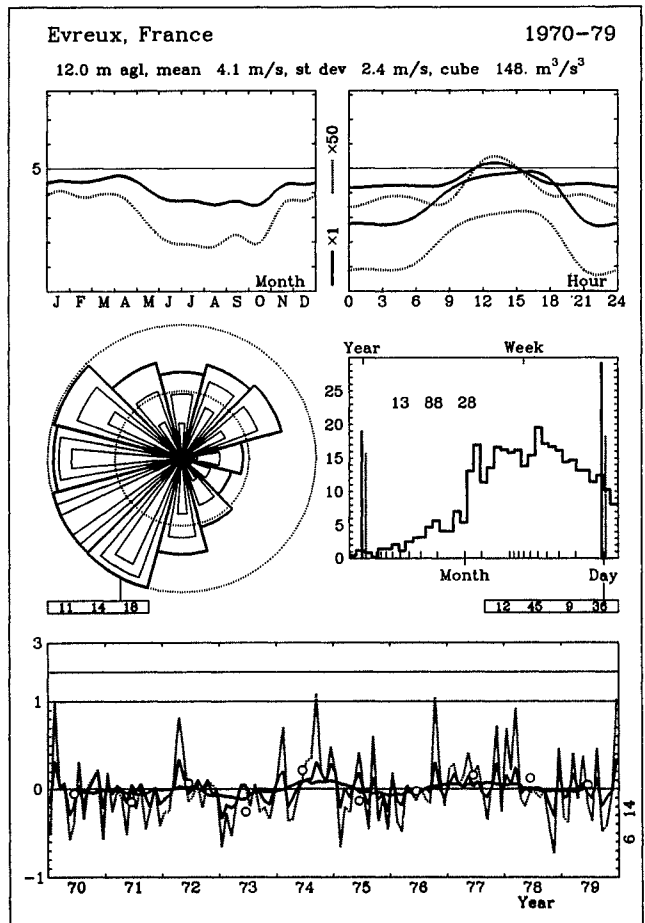 Evreux, France 1970-79
12.0 m agl, mean 4.1 m/s, st dev 2.4 m/s, cube 148. m³/s³
5
×1 ×50
Month
Hour
J F M A M J J A S O N D
0 3 6 9 12 15 18 21 24
Year Week
25
20
15
10
5
0
13 88 28
Month Day
11 14 18
12 45 9 36
3
1
0
-1
6 14
70 71 72 73 74 75 76 77 78 79
Year